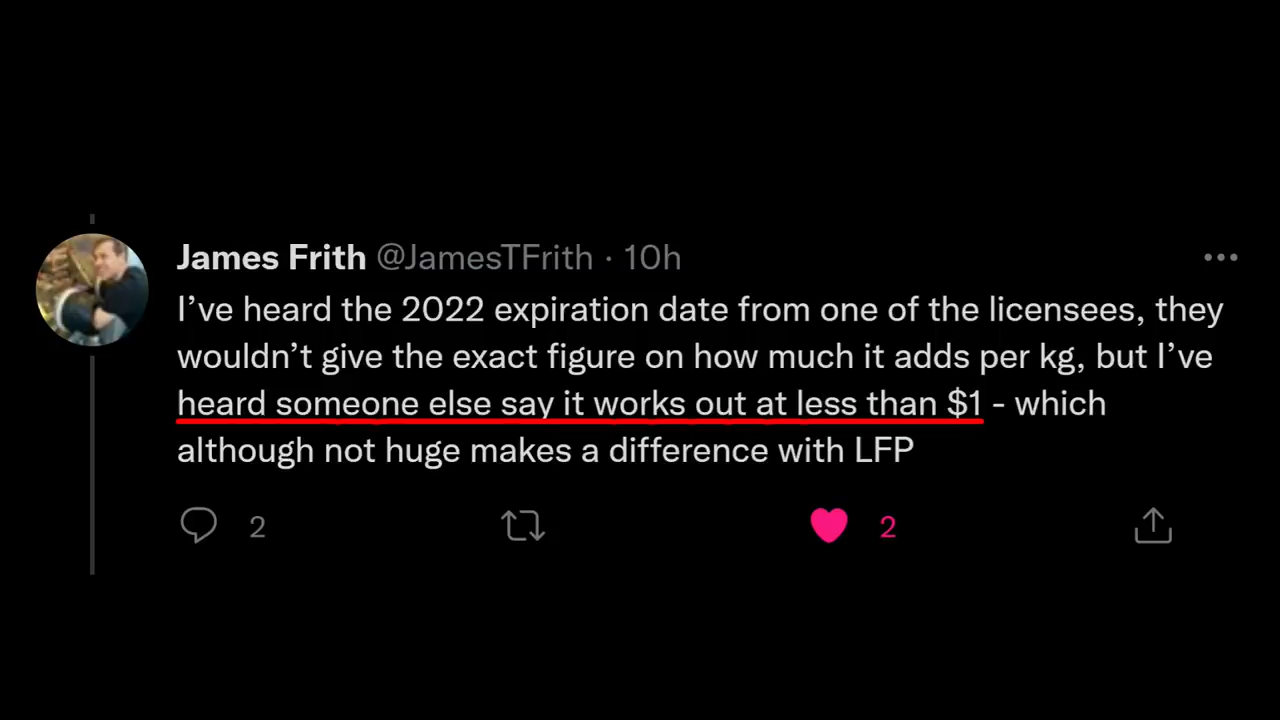 James Frith @JamesTFrith · 10h
I’ve heard the 2022 expiration date from one of the licensees, they
wouldn’t give the exact figure on how much it adds per kg, but I’ve
heard someone else say it works out at less than $1 - which
although not huge makes a difference with LFP
2 2